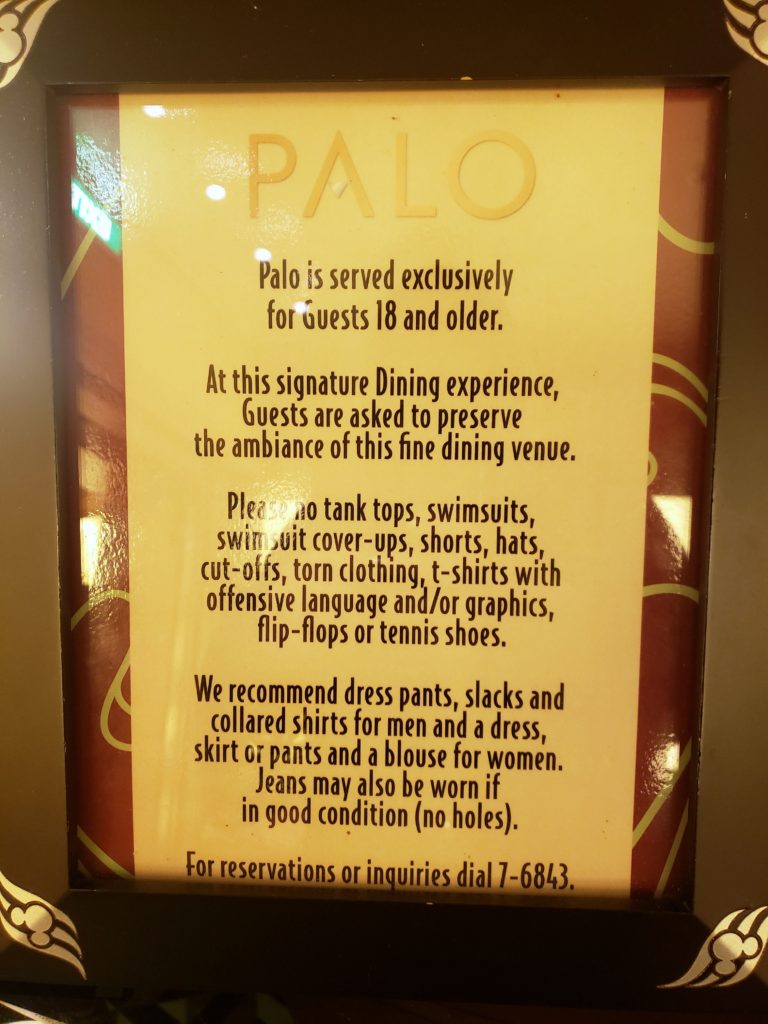 PALO
Palo is served exclusively
for Guests 18 and older.
At this signature Dining experience,
Guests are asked to preserve
the ambiance of this fine dining venue.
Please no tank tops, swimsuits,
swimsuit cover-ups, shorts, hats,
cut-offs, torn clothing, t-shirts with
offensive language and/or graphics,
flip-flops or tennis shoes.
We recommend dress pants, slacks and
collared shirts for men and a dress,
skirt or pants and a blouse for women.
Jeans may also be worn if
in good condition (no holes).
For reservations or inquiries dial 7-6843.